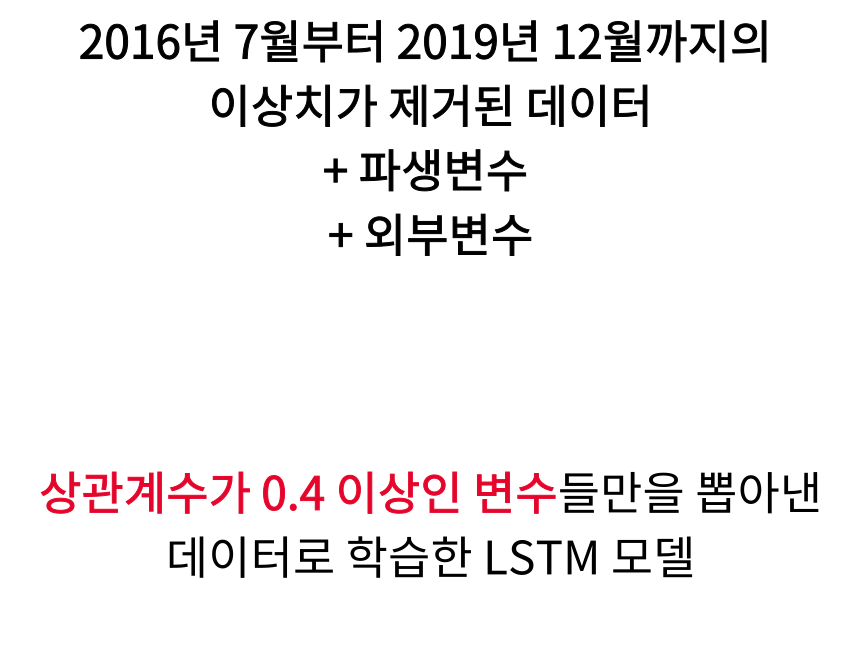 2016년 7월부터 2019년 12월까지의
이상치가 제거된 데이터
+ 파생변수
+ 외부변수
상관계수가 0.4 이상인 변수들만을 뽑아낸
데이터로 학습한 LSTM 모델